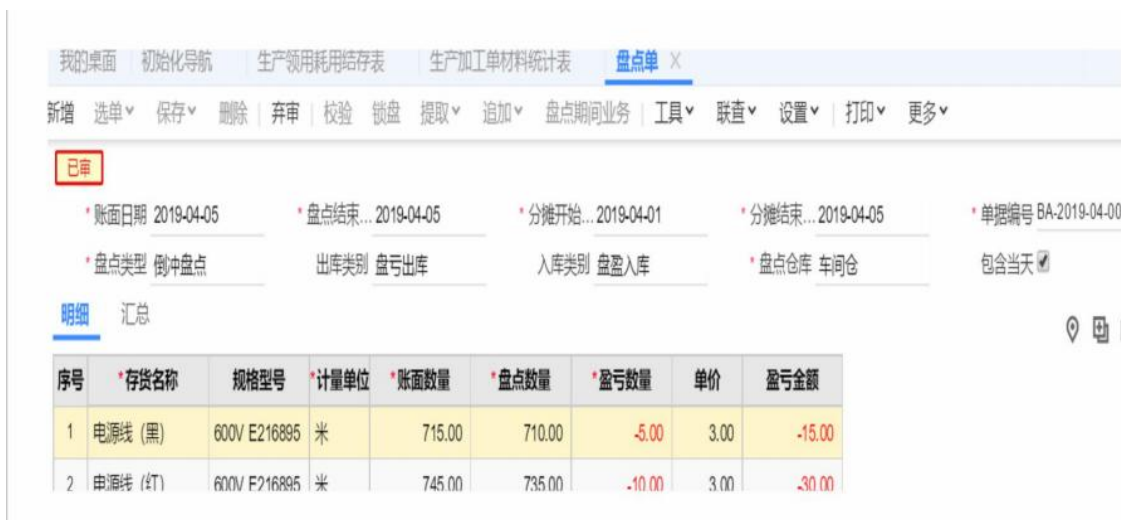 我的桌面 初始化导航 生产领用耗用结存表 生产加工单材料统计表 盘点单 ×
新增 选单 保存 删除 弃审 校验 锁盘 提取 追加 盘点期间业务 工具 联查 设置 打印 更多
已审
* 账面日期 2019-04-05 * 盘点结束... 2019-04-05 * 分摊开始... 2019-04-01 * 分摊结束... 2019-04-05 * 单据编号 BA-2019-04-00
* 盘点类型 倒冲盘点 出库类别 盘亏出库 入库类别 盘盈入库 * 盘点仓库 车间仓 包含当天
明细 汇总
序号 *存货名称 规格型号 *计量单位 *账面数量 *盘点数量 *盈亏数量 单价 盈亏金额
1 电源线 (黑) 600V E216895 米 715.00 710.00 -5.00 3.00 -15.00
2 电源线 (红) 600V E216895 米 745.00 735.00 -10.00 3.00 -30.00